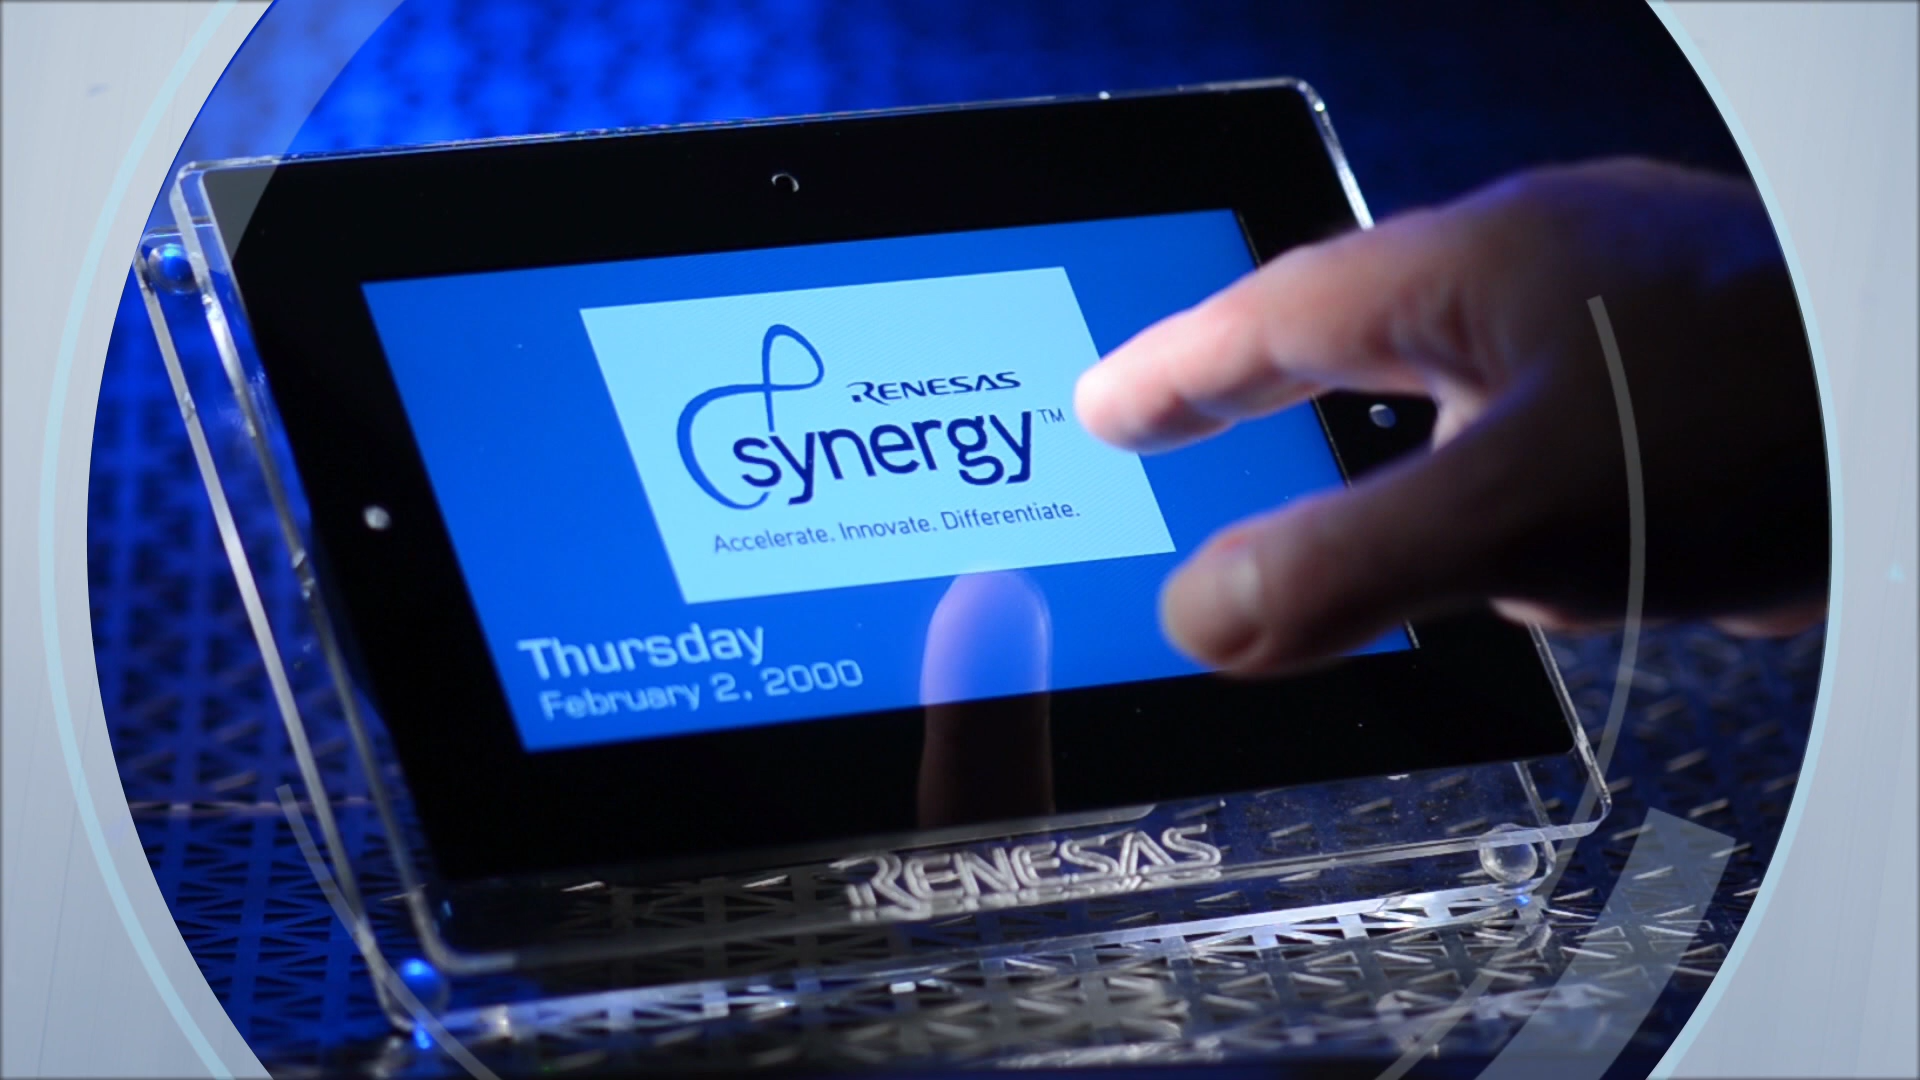 RENESAS
synergy™
Accelerate. Innovate. Differentiate.
Thursday
February 2, 2000
RENESAS